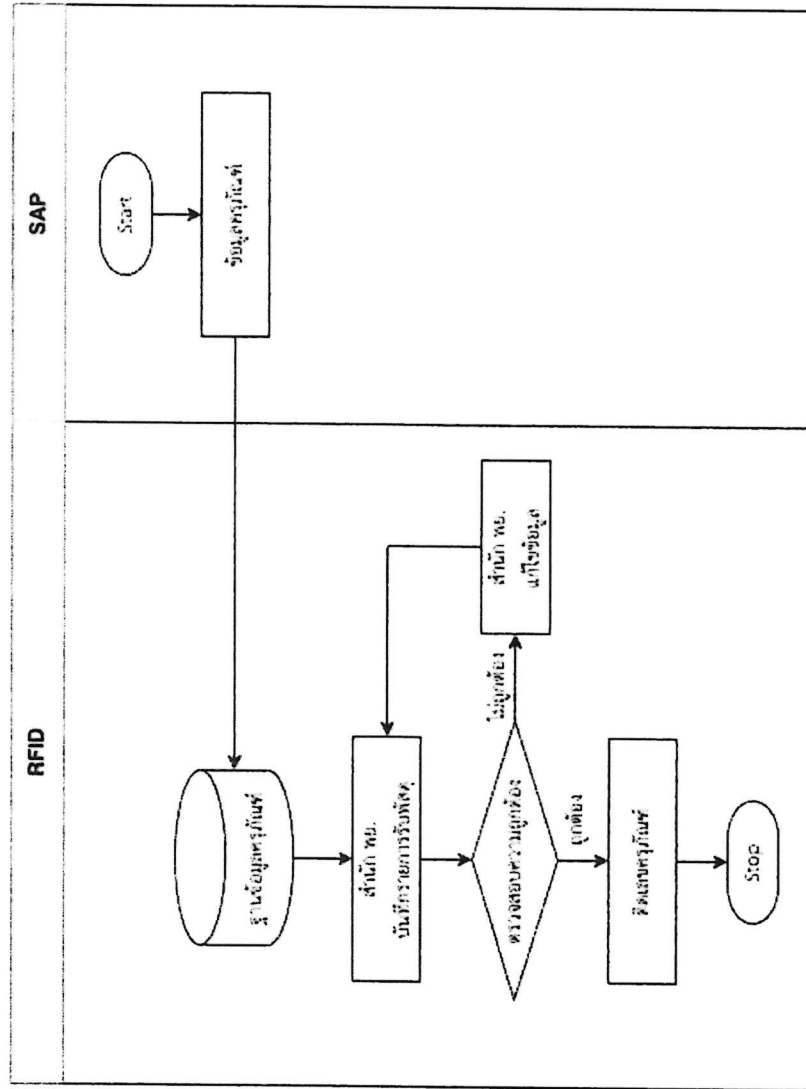 RFID
SAP
Start
ข้อมูลครุภัณฑ์
ฐานข้อมูลครุภัณฑ์
สำนัก พย.
บันทึกรายการรับพัสดุ
ตรวจสอบความถูกต้อง
ไม่ถูกต้อง
สำนัก พย.
แก้ไขข้อมูล
ถูกต้อง
ติดเลขครุภัณฑ์
Stop